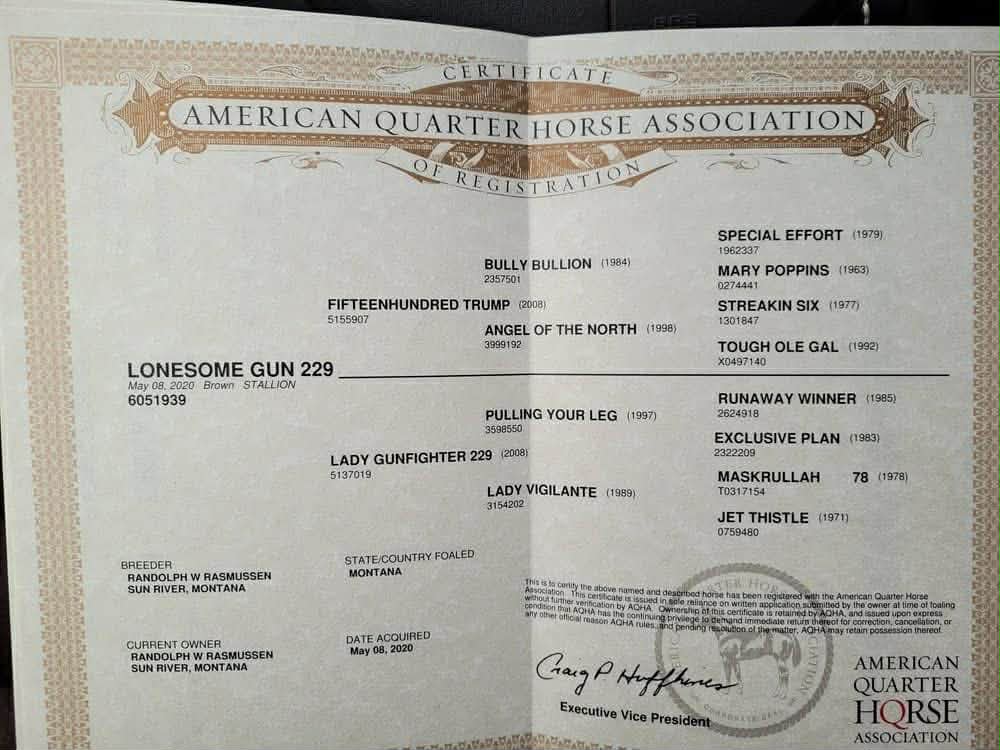 CERTIFICATE
AMERICAN QUARTER HORSE ASSOCIATION
OF REGISTRATION
SPECIAL EFFORT (1979)
1962337
BULLY BULLION (1984)
2357501
MARY POPPINS (1963)
0274441
FIFTEENHUNDRED TRUMP (2008)
5155907
STREAKIN SIX (1977)
1301847
ANGEL OF THE NORTH (1998)
3999192
TOUGH OLE GAL (1992)
X0497140
LONESOME GUN 229
May 08, 2020 Brown STALLION
6051939
RUNAWAY WINNER (1985)
2624918
PULLING YOUR LEG (1997)
3598550
EXCLUSIVE PLAN (1983)
2322209
LADY GUNFIGHTER 229 (2008)
5137019
MASKRULLAH 78 (1978)
T0317154
LADY VIGILANTE (1989)
3154202
JET THISTLE (1971)
0759480
BREEDER
RANDOLPH W RASMUSSEN
SUN RIVER, MONTANA
STATE/COUNTRY FOALED
MONTANA
CURRENT OWNER
RANDOLPH W RASMUSSEN
SUN RIVER, MONTANA
DATE ACQUIRED
May 08, 2020
This is to certify the above named and described horse has been registered with the American Quarter Horse
Association. This certificate is issued in sole reliance on written application submitted by the owner at time of foaling
without further verification by AQHA. Ownership of this certificate is retained by AQHA, and issued upon express
condition that AQHA has the continuing privilege to demand immediate return thereof for correction, cancellation, or
any other official reason AQHA rules, and pending resolution of the matter, AQHA may retain possession thereof.
Craig P Huffhines
Executive Vice President
AMERICAN
QUARTER
HORSE
ASSOCIATION